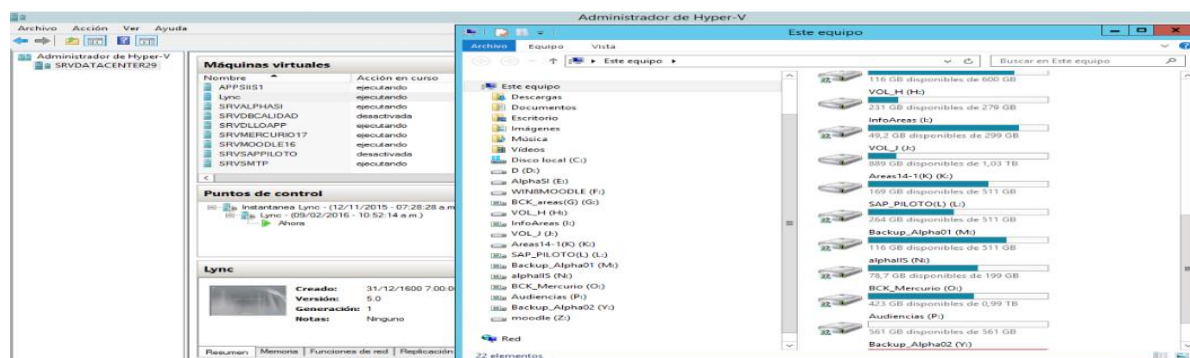 Administrador de Hyper-V
Archivo Acción Ver Ayuda
Administrador de Hyper-V
SRVDATACENTER29
Máquinas virtuales
Nombre Acción en curso
APPSIIS1 ejecutando
Lync ejecutando
SRVALPHASI ejecutando
SRVDBCALIDAD desactivada
SRVDLLOAPP ejecutando
SRVMERCURIO17 ejecutando
SRVMOODLE16 ejecutando
SRVSAPPILOTO desactivada
SRVSMTP ejecutando
Puntos de control
Instantanea Lync - (12/11/2015 - 07:28:28 a.m
Lync - (09/02/2016 - 10:52:14 a.m.)
Ahora
Lync
Creado: 31/12/1600 7:00:0
Versión: 5.0
Generación: 1
Notas: Ninguno
Resumen Memoria Funciones de red Replicación
Este equipo
Archivo Equipo Vista
Este equipo
Buscar en Este equipo
Este equipo
Descargas
Documentos
Escritorio
Imágenes
Música
Vídeos
Disco local (C:)
D (D:)
AlphaSI (E:)
WIN8MOODLE (F:)
BCK_areas(G) (G:)
VOL_H (H:)
InfoAreas (I:)
VOL_J (J:)
Areas14-1(K) (K:)
SAP_PILOTO(L) (L:)
Backup_Alpha01 (M:)
alphaIIS (N:)
BCK_Mercurio (O:)
Audiencias (P:)
Backup_Alpha02 (Y:)
moodle (Z:)
Red
22 elementos
116 GB disponibles de 600 GB
VOL_H (H:)
231 GB disponibles de 279 GB
InfoAreas (I:)
49,2 GB disponibles de 299 GB
VOL_J (J:)
889 GB disponibles de 1,03 TB
Areas14-1(K) (K:)
169 GB disponibles de 511 GB
SAP_PILOTO(L) (L:)
264 GB disponibles de 511 GB
Backup_Alpha01 (M:)
116 GB disponibles de 511 GB
alphaIIS (N:)
78,7 GB disponibles de 199 GB
BCK_Mercurio (O:)
423 GB disponibles de 0,99 TB
Audiencias (P:)
561 GB disponibles de 561 GB
Backup_Alpha02 (Y:)